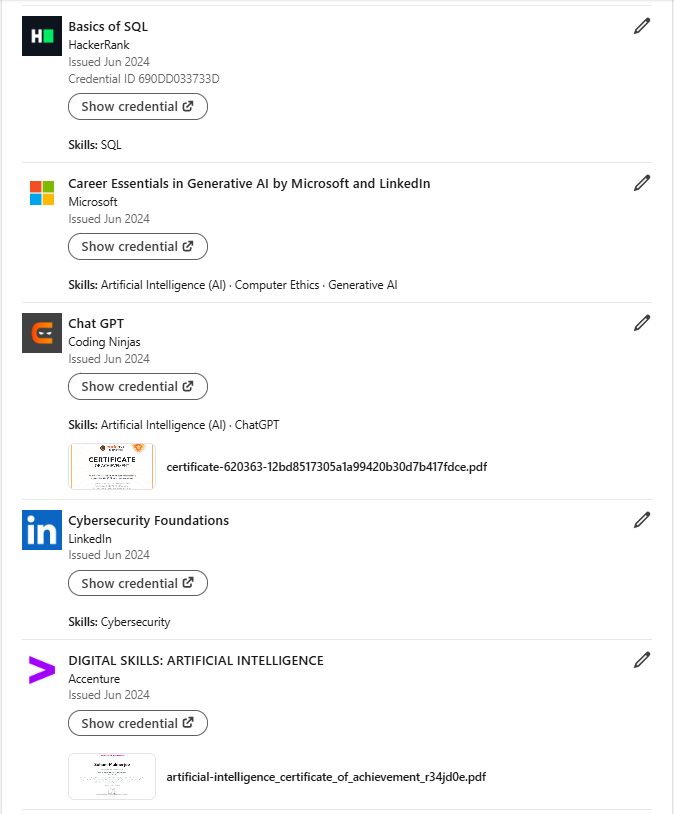 H
Basics of SQL
HackerRank
Issued Jun 2024
Credential ID 690DD033733D
Show credential
Skills: SQL
Career Essentials in Generative AI by Microsoft and LinkedIn
Microsoft
Issued Jun 2024
Show credential
Skills: Artificial Intelligence (AI) · Computer Ethics · Generative AI
Chat GPT
Coding Ninjas
Issued Jun 2024
Show credential
Skills: Artificial Intelligence (AI) · ChatGPT
CERTIFICATE
OF ACHIEVEMENT
certificate-620363-12bd8517305a1a99420b30d7b417fdce.pdf
in
Cybersecurity Foundations
LinkedIn
Issued Jun 2024
Show credential
Skills: Cybersecurity
DIGITAL SKILLS: ARTIFICIAL INTELLIGENCE
Accenture
Issued Jun 2024
Show credential
artificial-intelligence_certificate_of_achievement_r34jd0e.pdf